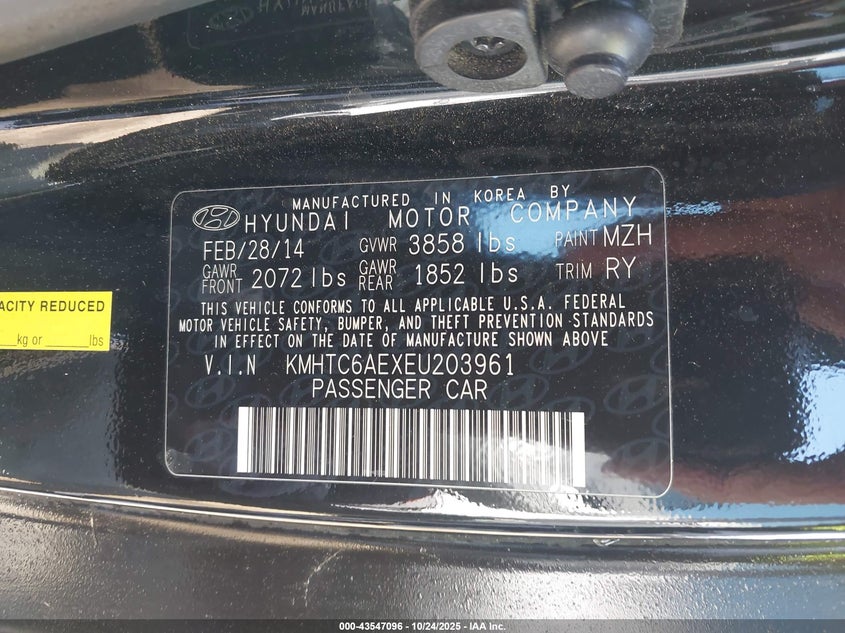 MANUFACTURED IN KOREA BY
HYUNDAI MOTOR COMPANY
FEB/28/14 GVWR 3858 lbs PAINT MZH
GAWR FRONT 2072 lbs GAWR REAR 1852 lbs TRIM RY
THIS VEHICLE CONFORMS TO ALL APPLICABLE U.S.A. FEDERAL
MOTOR VEHICLE SAFETY, BUMPER, AND THEFT PREVENTION STANDARDS
IN EFFECT ON THE DATE OF MANUFACTURE SHOWN ABOVE
V.I.N KMHTC6AEXEU203961
PASSENGER CAR
ACITY REDUCED
kg or ______lbs
000-43547096 - 10/24/2025 - IAA Inc.